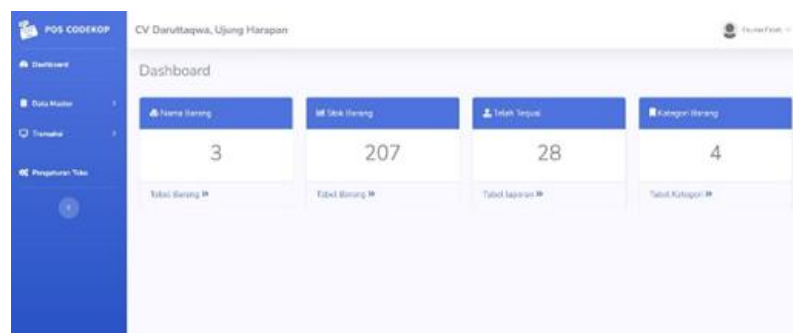 POS CODEKOP
CV Daruttaqwa, Ujung Harapan
Dashboard
Dashboard
Data Master
Transaksi
Pengaturan Toko
Nama Barang
3
Tabel Barang
Stok Barang
207
Tabel Barang
Telah Terjual
28
Tabel laporan
Kategori Barang
4
Tabel Kategori